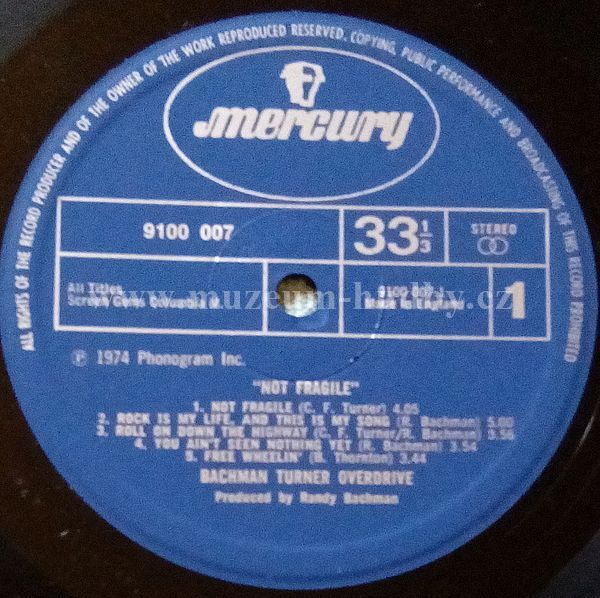 ALL RIGHTS OF THE RECORD PRODUCER AND OF THE OWNER OF THE WORK REPRODUCED RESERVED. COPYING, PUBLIC PERFORMANCE AND BROADCASTING OF THIS RECORD PROHIBITED
mercury
9100 007
33 1/3
STEREO
All Titles
Screen Gems Columbia M.
9100 007.1
Made in
1
www.muzeum-hudby.cz
℗ 1974 Phonogram Inc.
"NOT FRAGILE"
1. NOT FRAGILE (C. F. Turner) 4.05
2. ROCK IS MY LIFE, AND THIS IS MY SONG (R. Bachman) 5.00
3. ROLL ON DOWN THE HIGHWAY (C. F. Turner/R. Bachman) 3.56
4. YOU AIN'T SEEN NOTHING YET (R. Bachman) 3.54
5. FREE WHEELIN' (B. Thornton) 3.44
BACHMAN TURNER OVERDRIVE
Produced by Randy Bachman